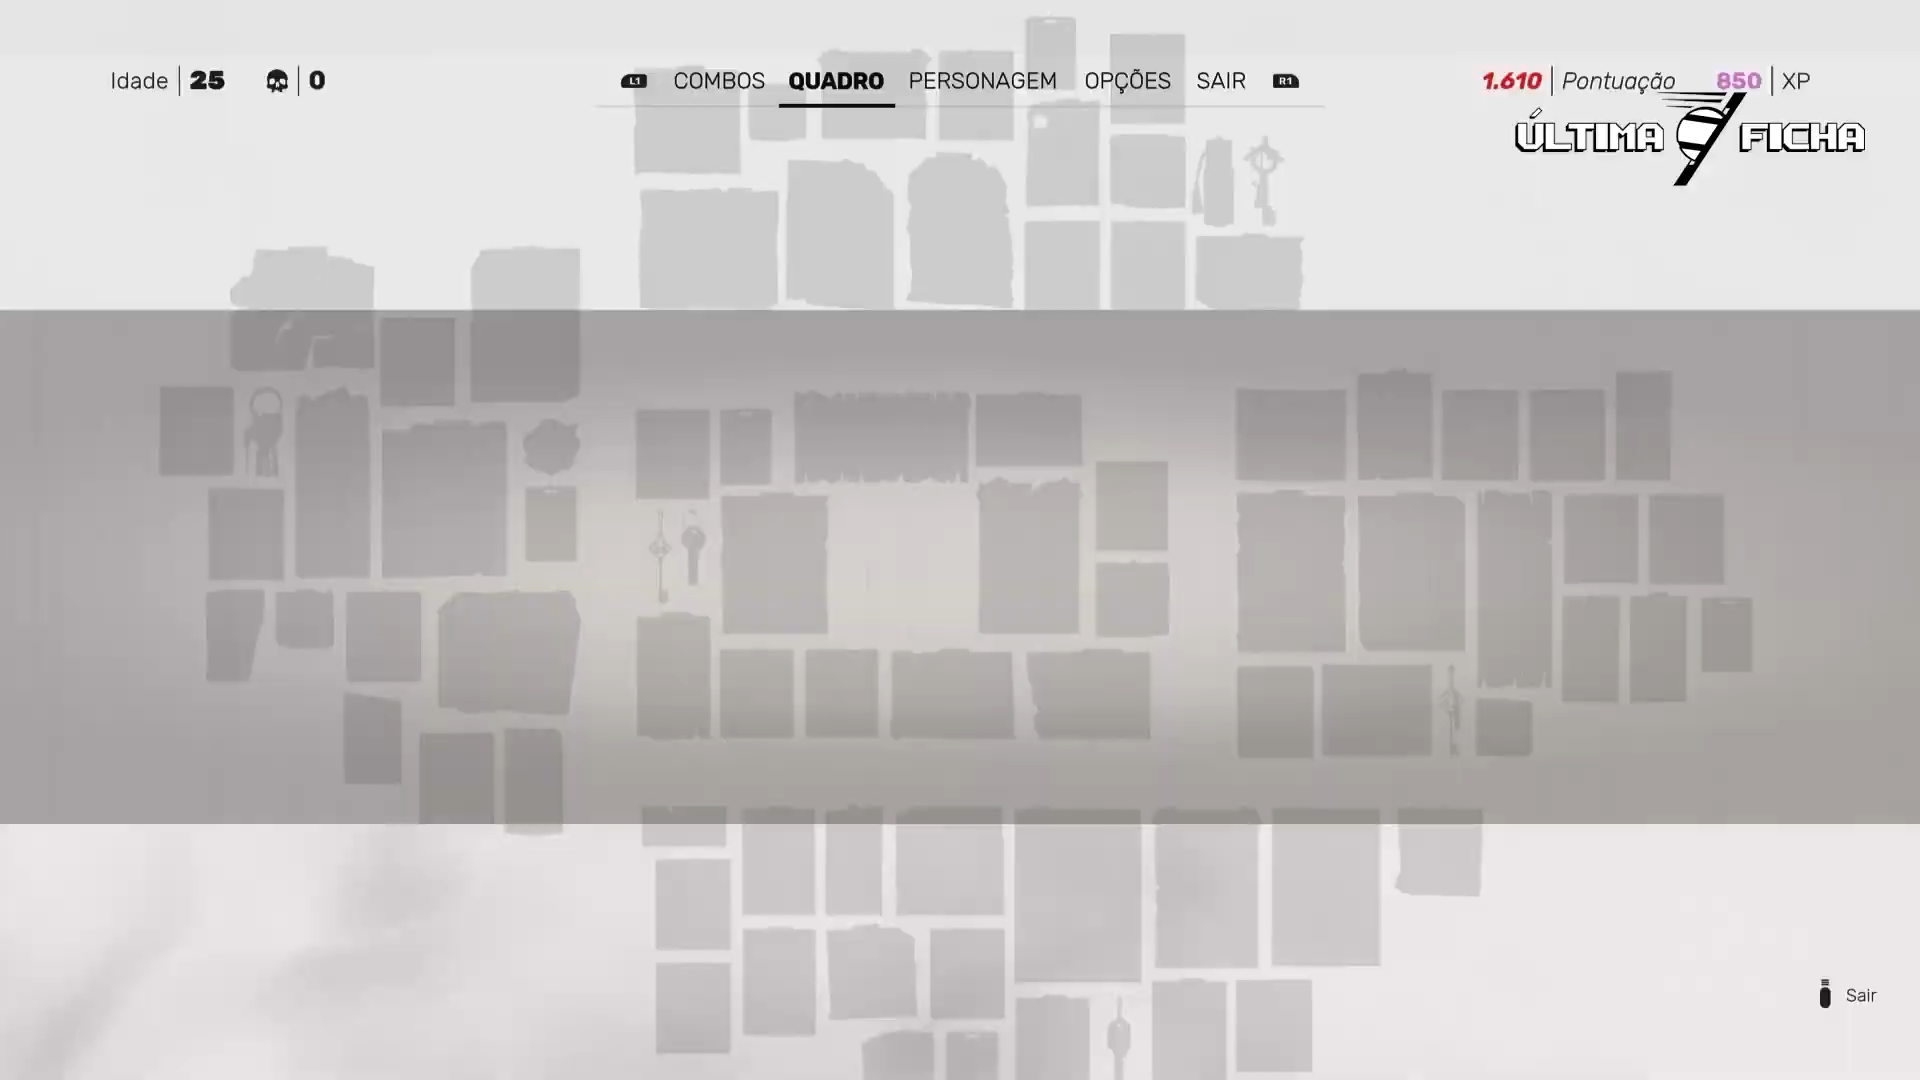 Idade 25 0
L1 COMBOS QUADRO PERSONAGEM OPÇÕES SAIR R1
1.610 Pontuação 850 XP
ÚLTIMA FICHA
Sair